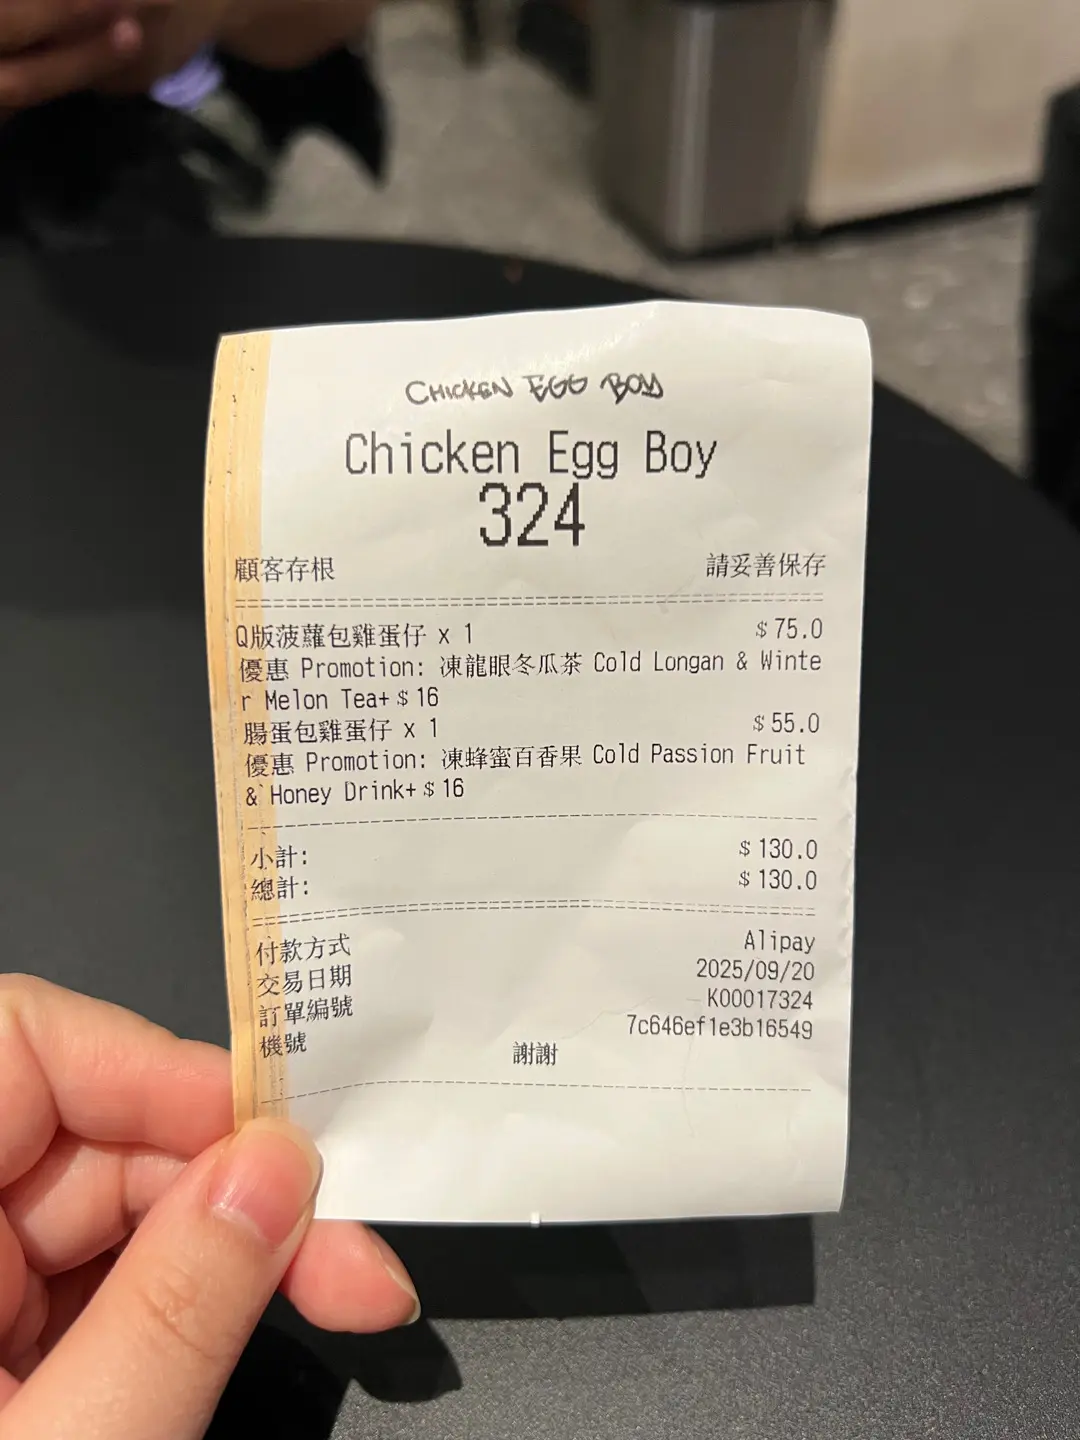 CHICKEN EGG BOY
Chicken Egg Boy
324
顧客存根 請妥善保存
Q版菠蘿包雞蛋仔 x 1 $75.0
優惠 Promotion: 凍龍眼冬瓜茶 Cold Longan & Winte
r Melon Tea+$16
腸蛋包雞蛋仔 x 1 $55.0
優惠 Promotion: 凍蜂蜜百香果 Cold Passion Fruit
& Honey Drink+$16
小計: $130.0
總計: $130.0
付款方式 Alipay
交易日期 2025/09/20
訂單編號 K00017324
機號 7c646ef1e3b16549
謝謝